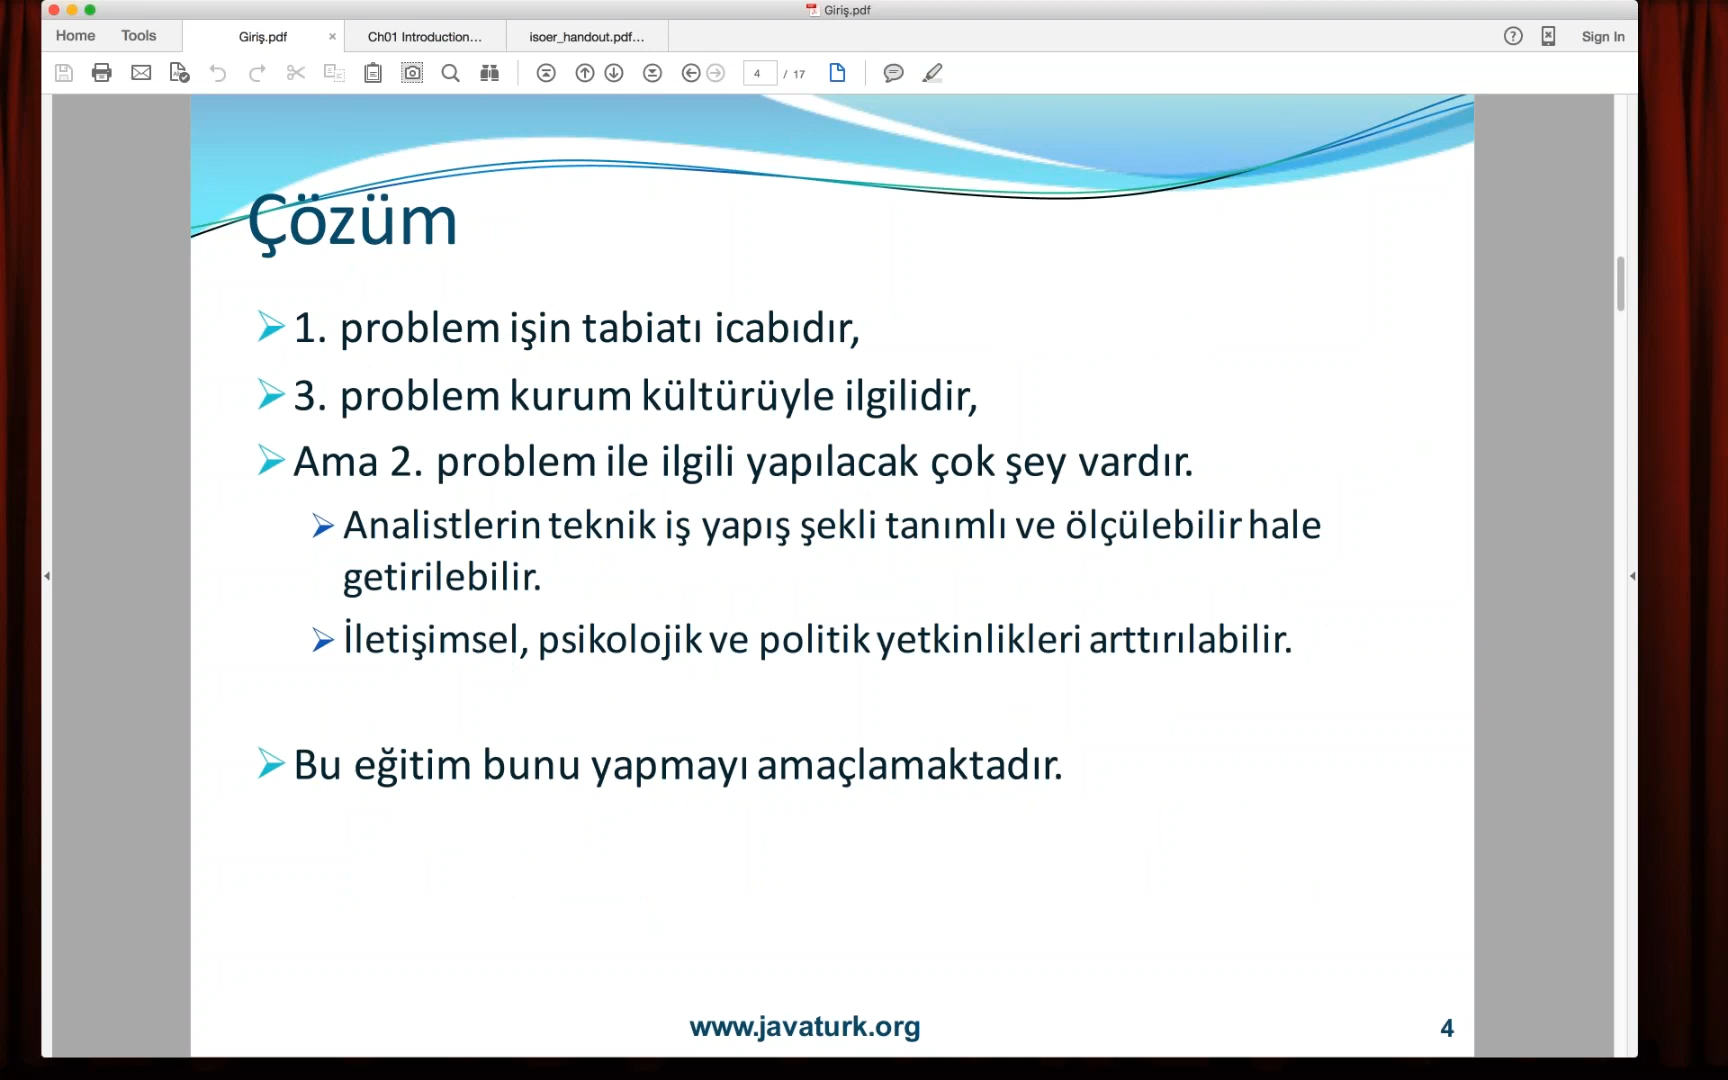 Giriş.pdf
Home Tools Giriş.pdf × Ch01 Introduction... isoer_handout.pdf... Sign In
4 / 17
Çözüm
1. problem işin tabiatı icabıdır,
3. problem kurum kültürüyle ilgilidir,
Ama 2. problem ile ilgili yapılacak çok şey vardır.
Analistlerin teknik iş yapış şekli tanımlı ve ölçülebilir hale
getirilebilir.
İletişimsel, psikolojik ve politik yetkinlikleri arttırılabilir.
Bu eğitim bunu yapmayı amaçlamaktadır.
www.javaturk.org 4